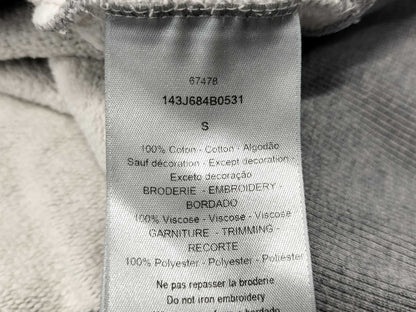 67478
143J684B0531
S
100% Coton - Cotton - Algodão
Sauf décoration - Except decoration -
Exceto decoração
BRODERIE - EMBROIDERY -
BORDADO
100% Viscose - Viscose - Viscose
GARNITURE - TRIMMING -
RECORTE
100% Polyester - Polyester - Poliéster
Ne pas repasser la broderie
Do not iron embroidery
bordado